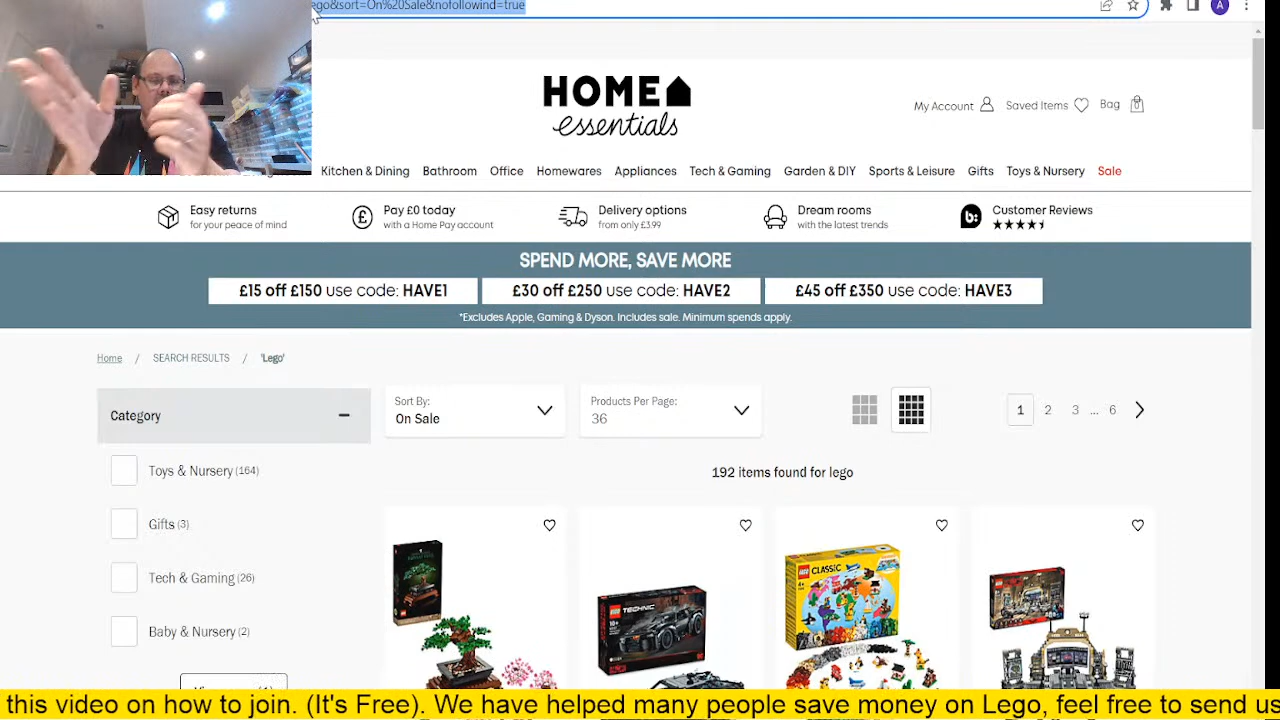 ego&sort=On%20Sale&nofollowind=true
A
HOME
essentials
My Account
Saved Items
Bag
0
Kitchen & Dining Bathroom Office Homewares Appliances Tech & Gaming Garden & DIY Sports & Leisure Gifts Toys & Nursery Sale
Easy returns
for your peace of mind
Pay £0 today
with a Home Pay account
Delivery options
from only £3.99
Dream rooms
with the latest trends
b:
Customer Reviews
SPEND MORE, SAVE MORE
£15 off £150 use code: HAVE1
£30 off £250 use code: HAVE2
£45 off £350 use code: HAVE3
*Excludes Apple, Gaming & Dyson. Includes sale. Minimum spends apply.
Home / SEARCH RESULTS / 'Lego'
Category
Sort By:
On Sale
Products Per Page:
36
1 2 3 ... 6
192 items found for lego
Toys & Nursery (164)
Gifts (3)
Tech & Gaming (26)
Baby & Nursery (2)
LEGO TECHNIC
LEGO CLASSIC
this video on how to join. (It's Free). We have helped many people save money on Lego, feel free to send us